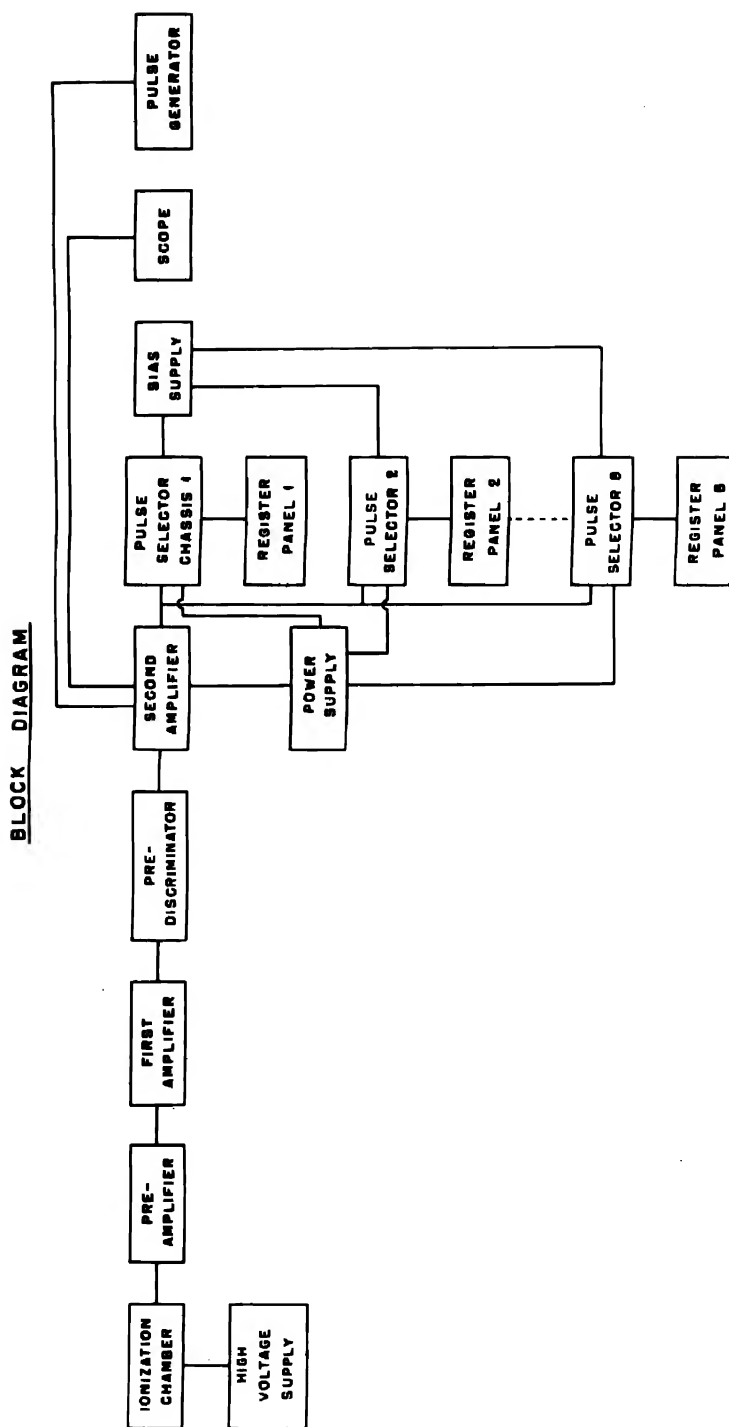 BLOCK DIAGRAM
IONIZATION
CHAMBER
HIGH
VOLTAGE
SUPPLY
PRE-
AMPLIFIER
FIRST
AMPLIFIER
PRE-
DISCRIMINATOR
SECOND
AMPLIFIER
POWER
SUPPLY
PULSE
SELECTOR
CHASSIS 1
REGISTER
PANEL 1
PULSE
SELECTOR 2
REGISTER
PANEL 2
PULSE
SELECTOR 8
REGISTER
PANEL 8
BIAS
SUPPLY
SCOPE
PULSE
GENERATOR